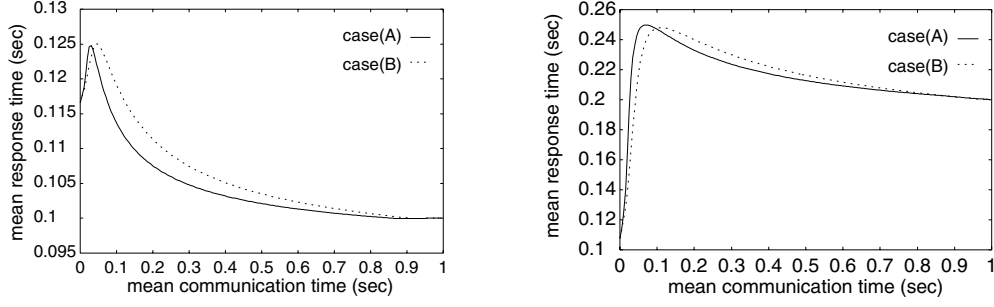 0.13
0.125
0.12
0.115
0.11
0.105
0.1
0.095
mean response time (sec)
case(A)
case(B)
0 0.1 0.2 0.3 0.4 0.5 0.6 0.7 0.8 0.9 1
mean communication time (sec)
0.26
0.24
0.22
0.2
0.18
0.16
0.14
0.12
0.1
mean response time (sec)
case(A)
case(B)
0 0.1 0.2 0.3 0.4 0.5 0.6 0.7 0.8 0.9 1
mean communication time (sec)